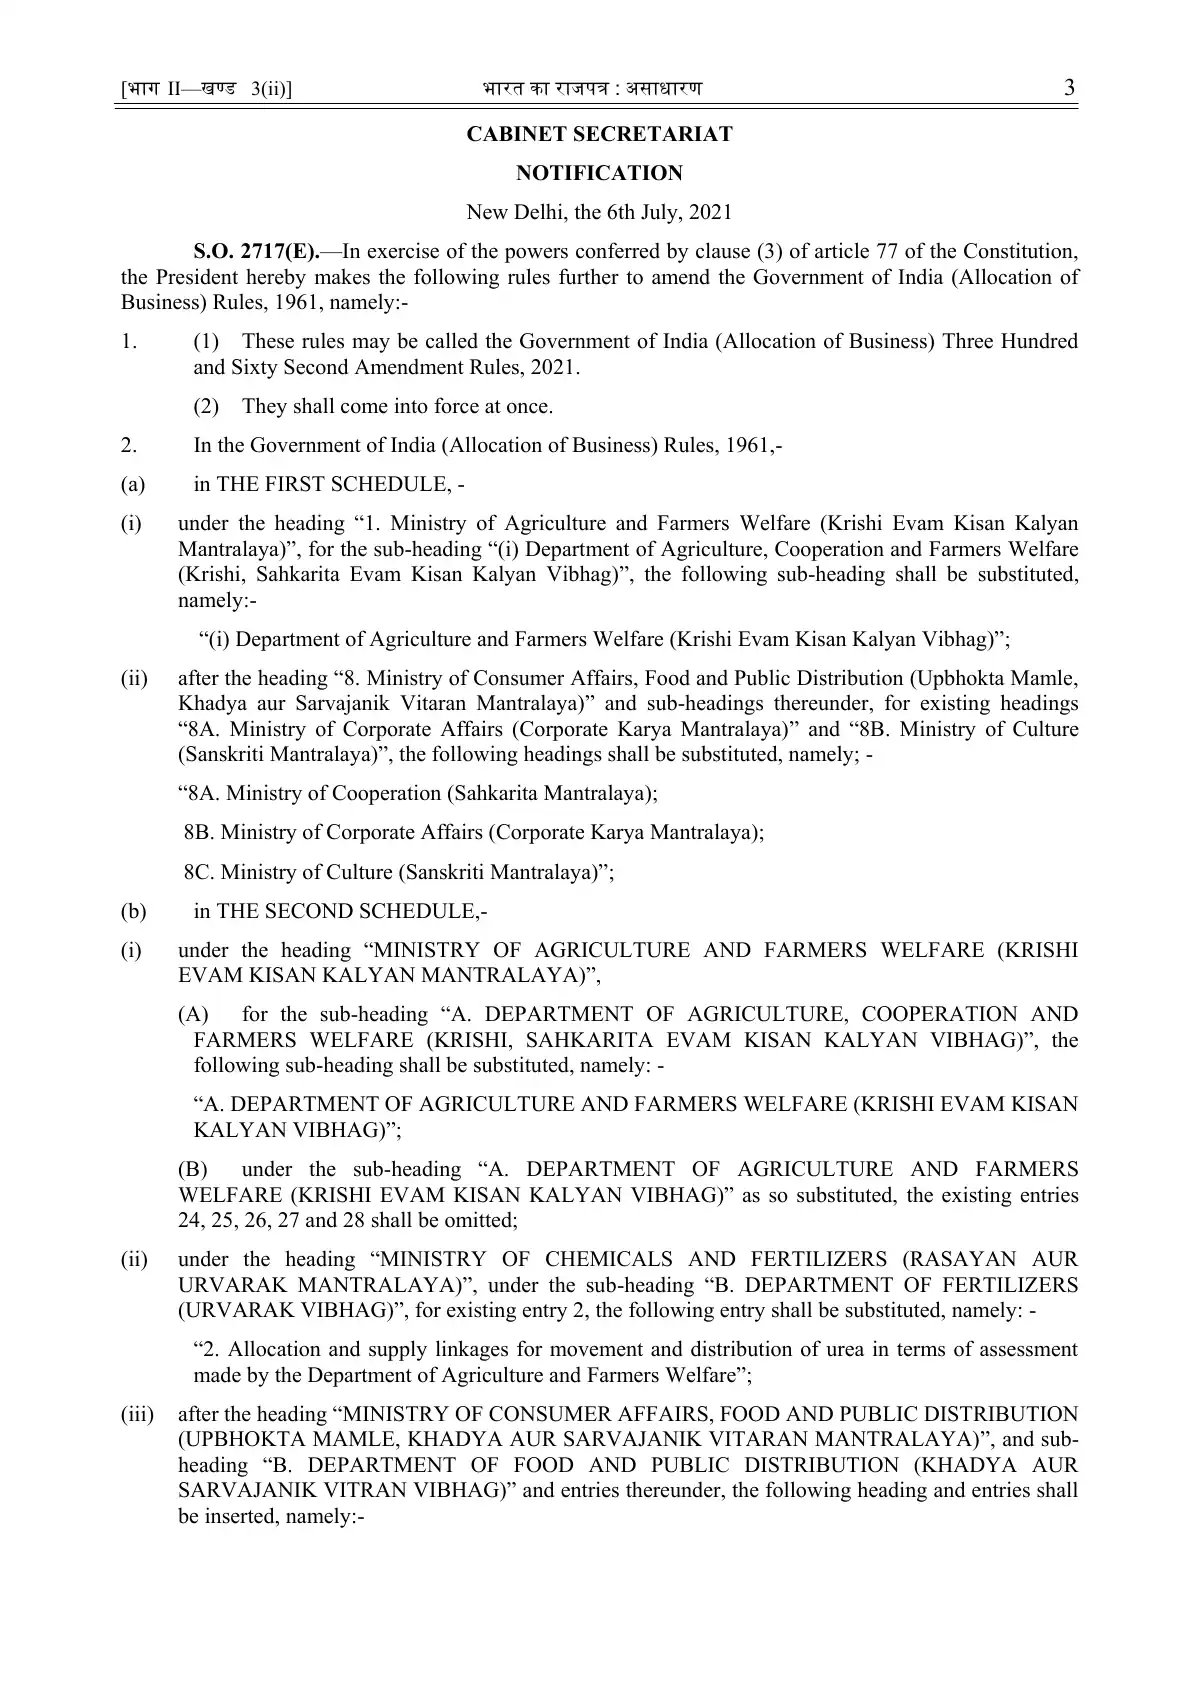 [भाग II—खण्ड 3(ii)] भारत का राजपत्र : असाधारण 3
CABINET SECRETARIAT
NOTIFICATION
New Delhi, the 6th July, 2021
S.O. 2717(E).—In exercise of the powers conferred by clause (3) of article 77 of the Constitution,
the President hereby makes the following rules further to amend the Government of India (Allocation of
Business) Rules, 1961, namely:-
1. (1) These rules may be called the Government of India (Allocation of Business) Three Hundred
and Sixty Second Amendment Rules, 2021.
(2) They shall come into force at once.
2. In the Government of India (Allocation of Business) Rules, 1961,-
(a) in THE FIRST SCHEDULE, -
(i) under the heading “1. Ministry of Agriculture and Farmers Welfare (Krishi Evam Kisan Kalyan
Mantralaya)”, for the sub-heading “(i) Department of Agriculture, Cooperation and Farmers Welfare
(Krishi, Sahkarita Evam Kisan Kalyan Vibhag)”, the following sub-heading shall be substituted,
namely:-
“(i) Department of Agriculture and Farmers Welfare (Krishi Evam Kisan Kalyan Vibhag)”;
(ii) after the heading “8. Ministry of Consumer Affairs, Food and Public Distribution (Upbhokta Mamle,
Khadya aur Sarvajanik Vitaran Mantralaya)” and sub-headings thereunder, for existing headings
“8A. Ministry of Corporate Affairs (Corporate Karya Mantralaya)” and “8B. Ministry of Culture
(Sanskriti Mantralaya)”, the following headings shall be substituted, namely; -
“8A. Ministry of Cooperation (Sahkarita Mantralaya);
8B. Ministry of Corporate Affairs (Corporate Karya Mantralaya);
8C. Ministry of Culture (Sanskriti Mantralaya)”;
(b) in THE SECOND SCHEDULE,-
(i) under the heading “MINISTRY OF AGRICULTURE AND FARMERS WELFARE (KRISHI
EVAM KISAN KALYAN MANTRALAYA)”,
(A) for the sub-heading “A. DEPARTMENT OF AGRICULTURE, COOPERATION AND
FARMERS WELFARE (KRISHI, SAHKARITA EVAM KISAN KALYAN VIBHAG)”, the
following sub-heading shall be substituted, namely: -
“A. DEPARTMENT OF AGRICULTURE AND FARMERS WELFARE (KRISHI EVAM KISAN
KALYAN VIBHAG)”;
(B) under the sub-heading “A. DEPARTMENT OF AGRICULTURE AND FARMERS
WELFARE (KRISHI EVAM KISAN KALYAN VIBHAG)” as so substituted, the existing entries
24, 25, 26, 27 and 28 shall be omitted;
(ii) under the heading “MINISTRY OF CHEMICALS AND FERTILIZERS (RASAYAN AUR
URVARAK MANTRALAYA)”, under the sub-heading “B. DEPARTMENT OF FERTILIZERS
(URVARAK VIBHAG)”, for existing entry 2, the following entry shall be substituted, namely: -
“2. Allocation and supply linkages for movement and distribution of urea in terms of assessment
made by the Department of Agriculture and Farmers Welfare”;
(iii) after the heading “MINISTRY OF CONSUMER AFFAIRS, FOOD AND PUBLIC DISTRIBUTION
(UPBHOKTA MAMLE, KHADYA AUR SARVAJANIK VITARAN MANTRALAYA)”, and sub-
heading “B. DEPARTMENT OF FOOD AND PUBLIC DISTRIBUTION (KHADYA AUR
SARVAJANIK VITRAN VIBHAG)” and entries thereunder, the following heading and entries shall
be inserted, namely:-